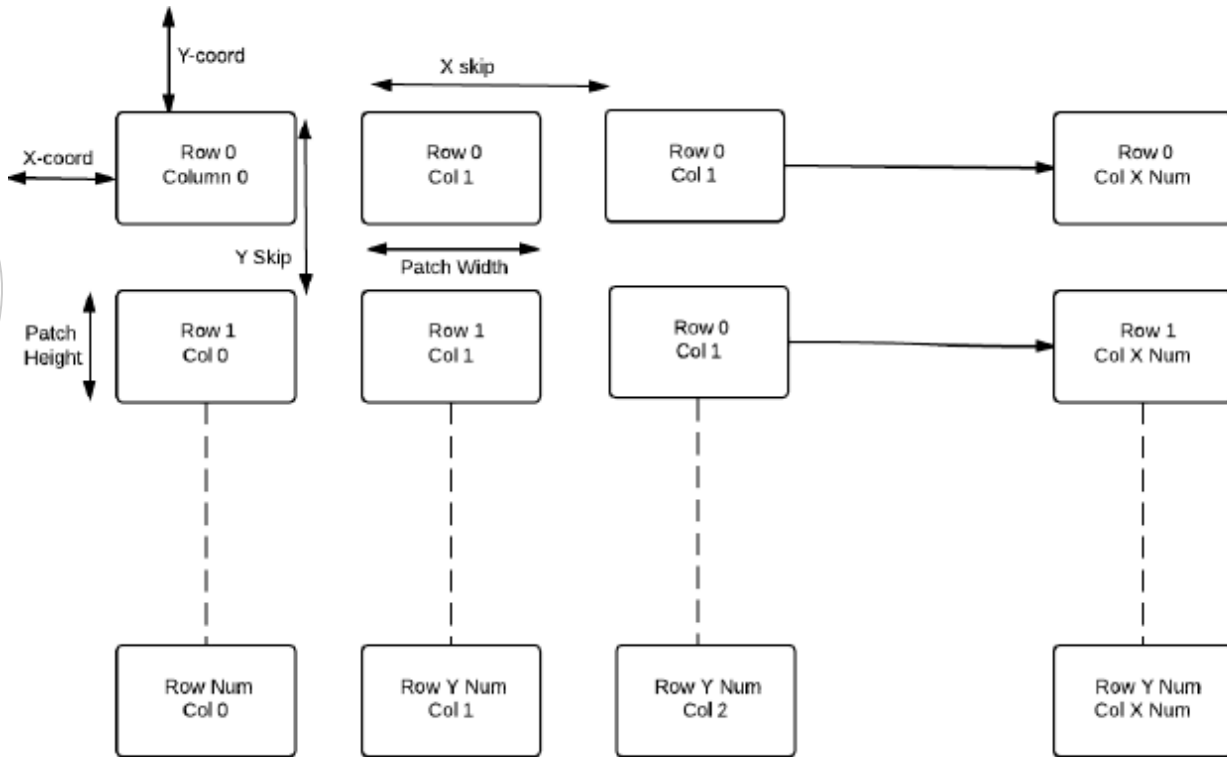 Y-coord
X skip
X-coord
Row 0
Column 0
Row 0
Col 1
Row 0
Col 1
Row 0
Col X Num
Y Skip
Patch Width
Patch
Height
Row 1
Col 0
Row 1
Col 1
Row 0
Col 1
Row 1
Col X Num
Row Num
Col 0
Row Y Num
Col 1
Row Y Num
Col 2
Row Y Num
Col X Num